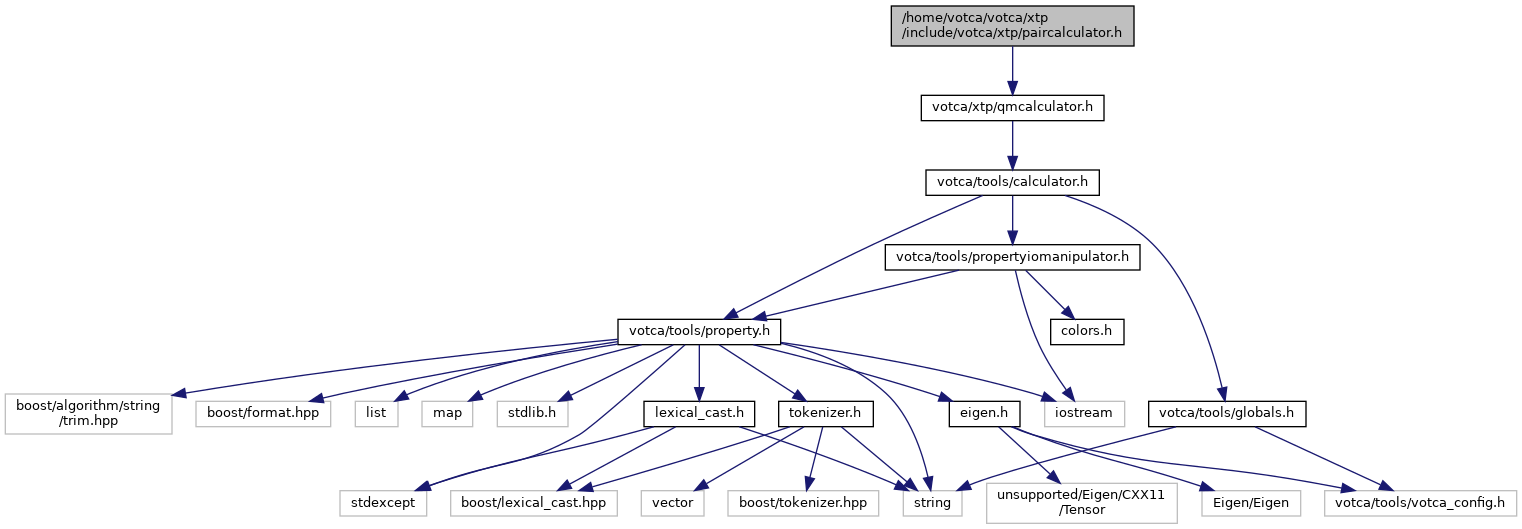 /home/votca/votca/xtp
/include/votca/xtp/paircalculator.h
votca/xtp/qmcalculator.h
votca/tools/calculator.h
votca/tools/propertyiomanipulator.h
votca/tools/property.h
colors.h
boost/algorithm/string
/trim.hpp
boost/format.hpp
list
map
stdlib.h
lexical_cast.h
tokenizer.h
eigen.h
iostream
votca/tools/globals.h
stdexcept
boost/lexical_cast.hpp
vector
boost/tokenizer.hpp
string
unsupported/Eigen/CXX11
/Tensor
Eigen/Eigen
votca/tools/votca_config.h